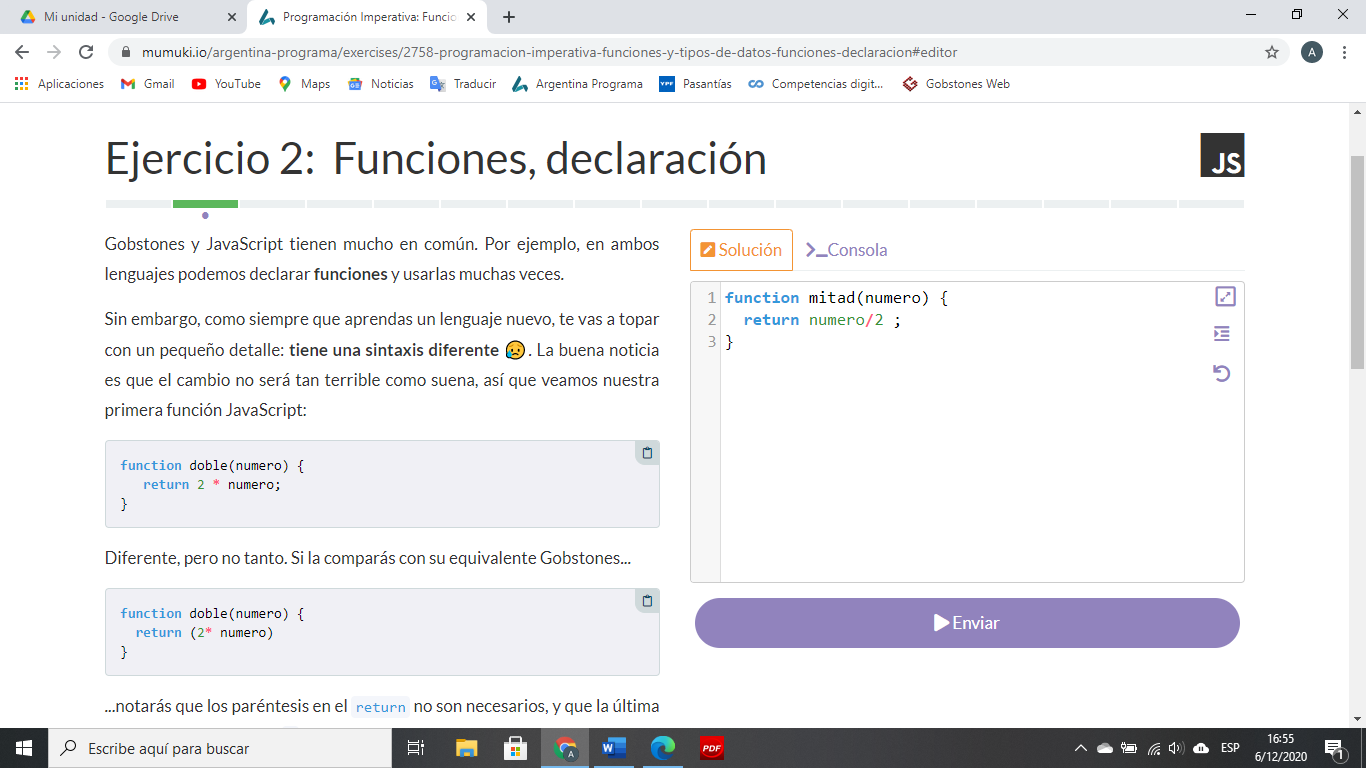 Mi unidad - Google Drive
Programación Imperativa: Funcio
mumuki.io/argentina-programa/exercises/2758-programacion-imperativa-funciones-y-tipos-de-datos-funciones-declaracion#editor
A
Aplicaciones
Gmail
YouTube
Maps
Noticias
Traducir
Argentina Programa
YPF
Pasantías
Competencias digit...
Gobstones Web
Ejercicio 2: Funciones, declaración
JS
Gobstones y JavaScript tienen mucho en común. Por ejemplo, en ambos
lenguajes podemos declarar funciones y usarlas muchas veces.
Sin embargo, como siempre que aprendas un lenguaje nuevo, te vas a topar
con un pequeño detalle: tiene una sintaxis diferente 😥. La buena noticia
es que el cambio no será tan terrible como suena, así que veamos nuestra
primera función JavaScript:
function doble(numero) {
return 2 * numero;
}
Diferente, pero no tanto. Si la comparás con su equivalente Gobstones...
function doble(numero) {
return (2* numero)
}
...notarás que los paréntesis en el return no son necesarios, y que la última
Solución
Consola
1 function mitad(numero) {
2 return numero/2 ;
3 }
Enviar
Escribe aquí para buscar
A
W
PDF
ESP
16:55
6/12/2020
1